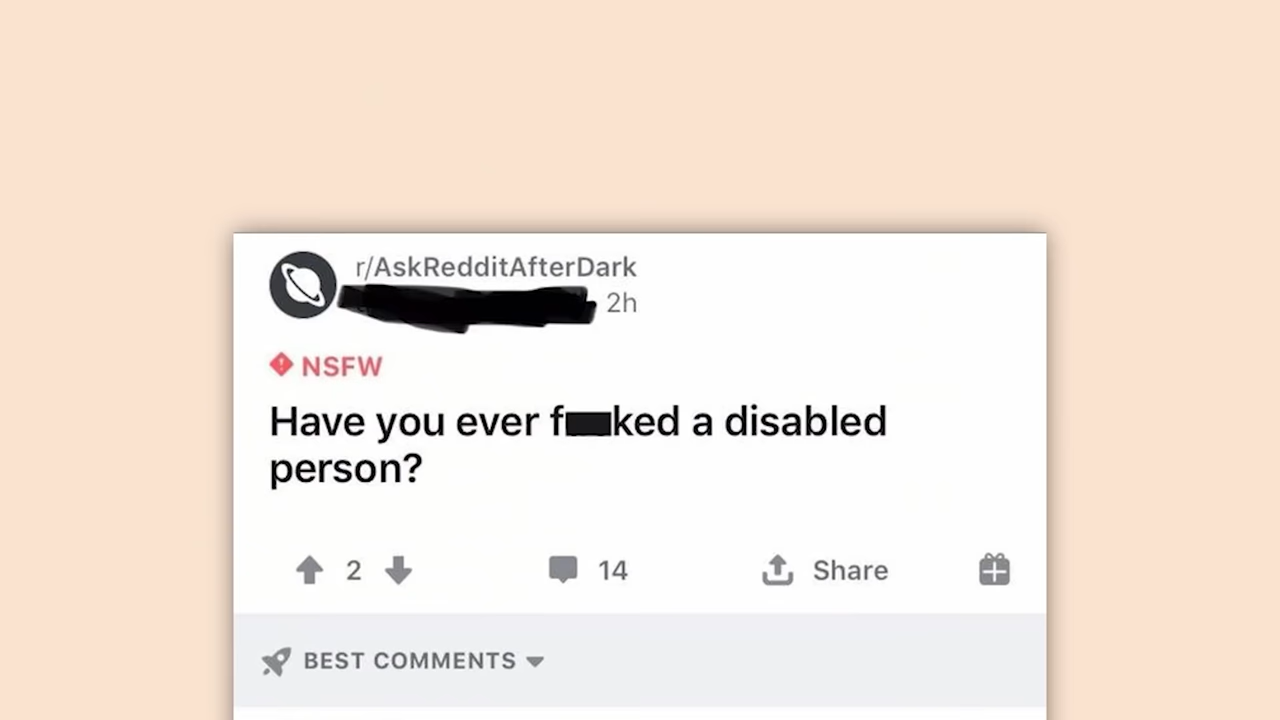 r/AskRedditAfterDark
2h
NSFW
Have you ever f ked a disabled
person?
2
14
Share
BEST COMMENTS